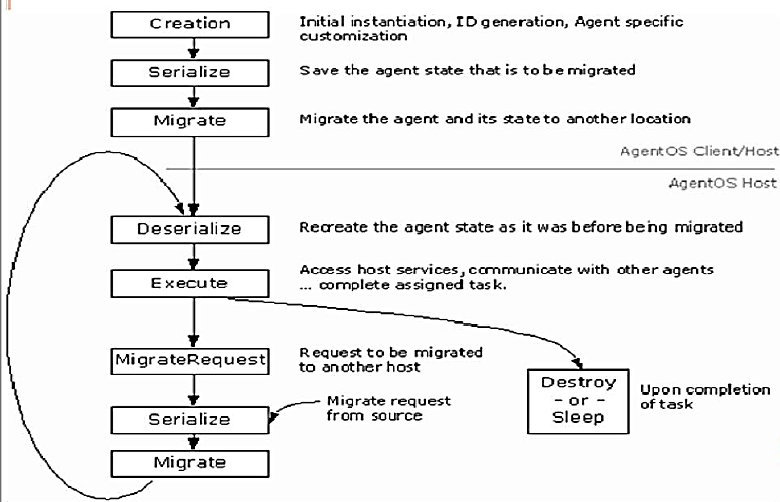 Creation
Initial instantiation, ID generation, Agent specific
customization
Serialize
Save the agent state that is to be migrated
Migrate
Migrate the agent and its state to another location
AgentOS Client/Host
AgentOS Host
Deserialize
Recreate the agent state as it was before being migrated
Execute
Access host services, communicate with other agents
... complete assigned task.
MigrateRequest
Request to be migrated
to another host
Destroy
- or -
Sleep
Upon completion
of task
Serialize
Migrate request
from source
Migrate